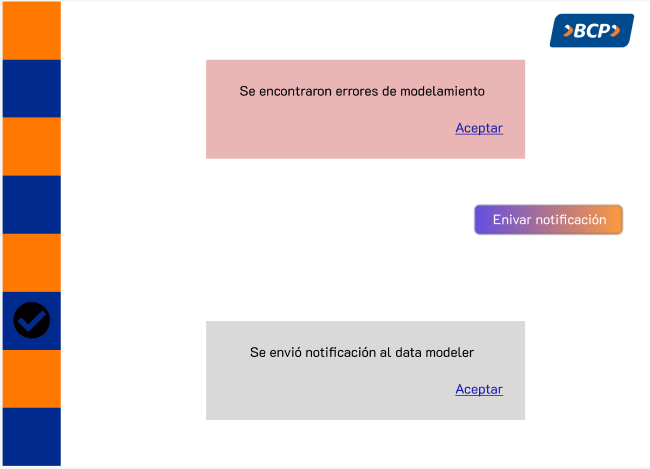 BCP
Se encontraron errores de modelamiento
Aceptar
Enivar notificación
Se envió notificación al data modeler
Aceptar